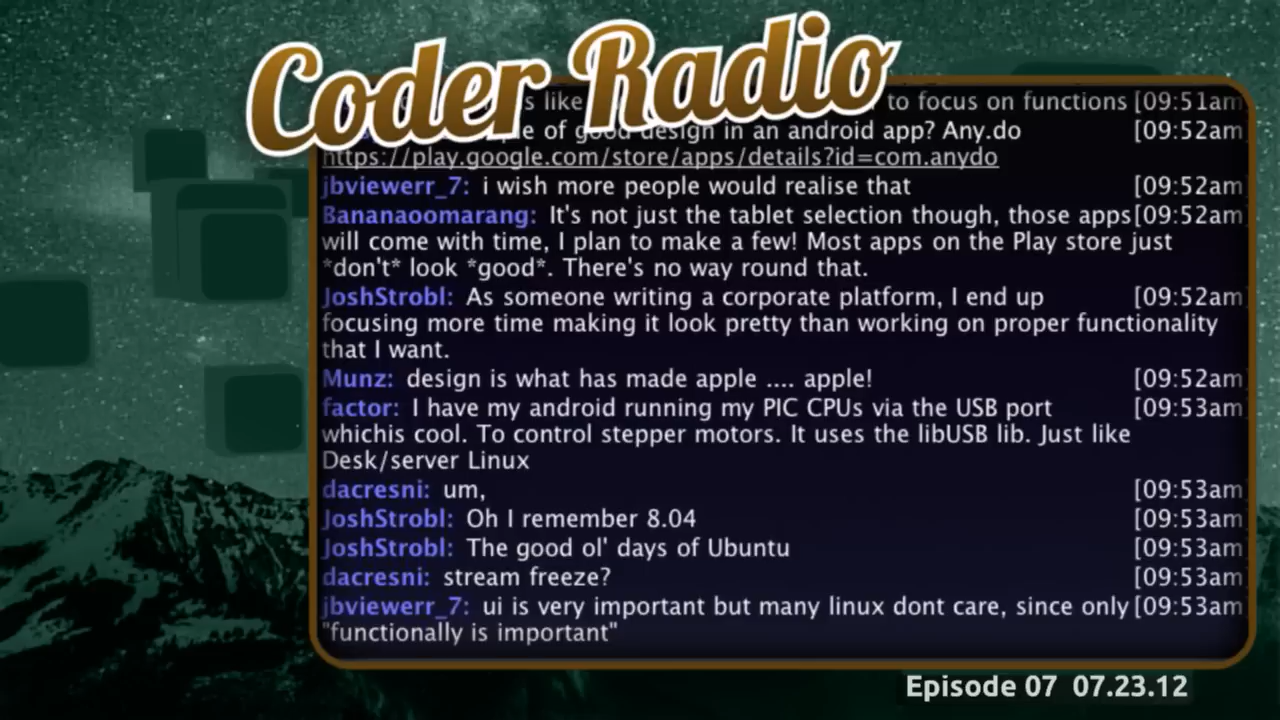 Coder Radio
s like to focus on functions [09:51am
of good design in an android app? Any.do [09:52am
https://play.google.com/store/apps/details?id=com.anydo
jbviewerr_7: i wish more people would realise that [09:52am
Bananaoomarang: It's not just the tablet selection though, those apps [09:52am
will come with time, I plan to make a few! Most apps on the Play store just
*don't* look *good*. There's no way round that.
JoshStrobl: As someone writing a corporate platform, I end up [09:52am
focusing more time making it look pretty than working on proper functionality
that I want.
Munz: design is what has made apple .... apple! [09:52am
factor: I have my android running my PIC CPUs via the USB port [09:53am
whichis cool. To control stepper motors. It uses the libUSB lib. Just like
Desk/server Linux
dacresni: um, [09:53am
JoshStrobl: Oh I remember 8.04 [09:53am
JoshStrobl: The good ol' days of Ubuntu [09:53am
dacresni: stream freeze? [09:53am
jbviewerr_7: ui is very important but many linux dont care, since only [09:53am
"functionally is important"
Episode 07 07.23.12